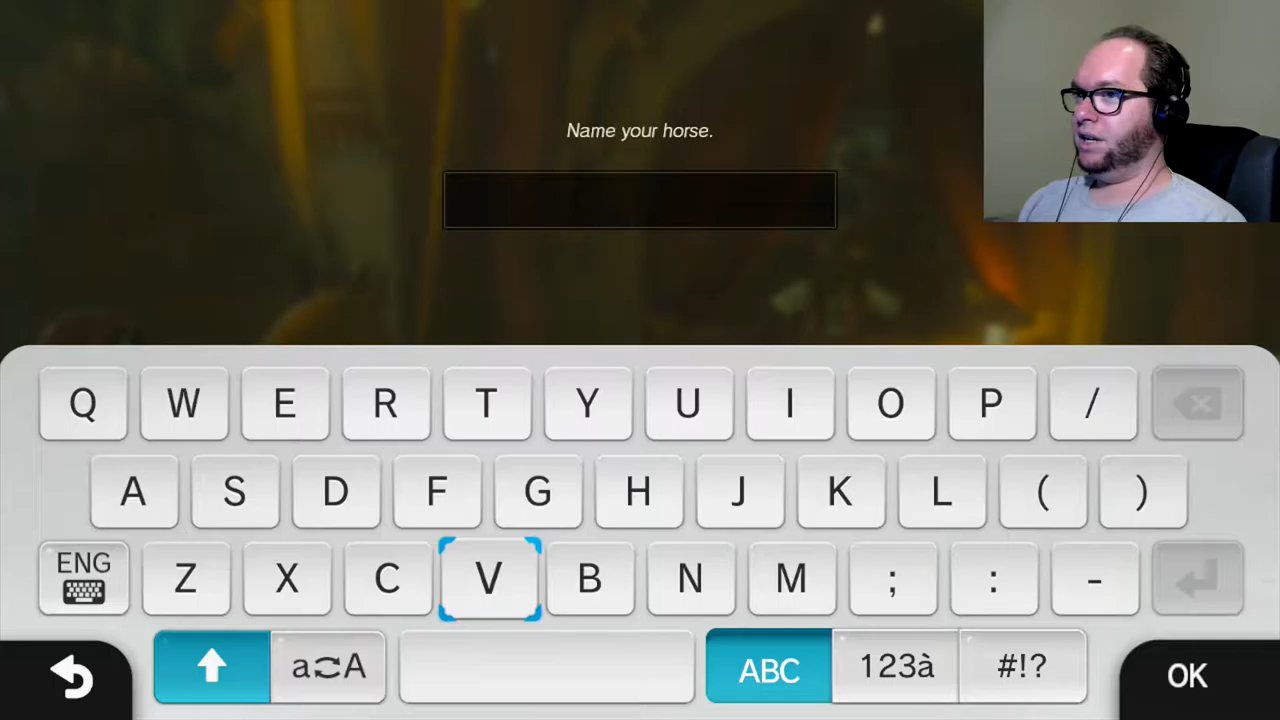 Name your horse.
Q W E R T Y U I O P /
A S D F G H J K L ( )
ENG Z X C V B N M ; : -
a A ABC 123à #!? OK